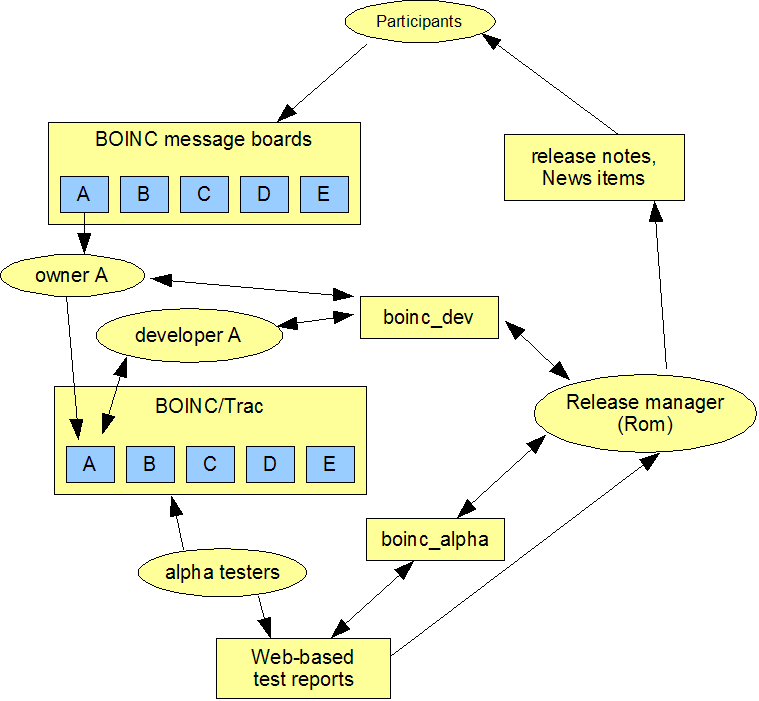 Participants
BOINC message boards
A B C D E
release notes,
News items
owner A
developer A
boinc_dev
BOINC/Trac
A B C D E
Release manager
(Rom)
boinc_alpha
alpha testers
Web-based
test reports